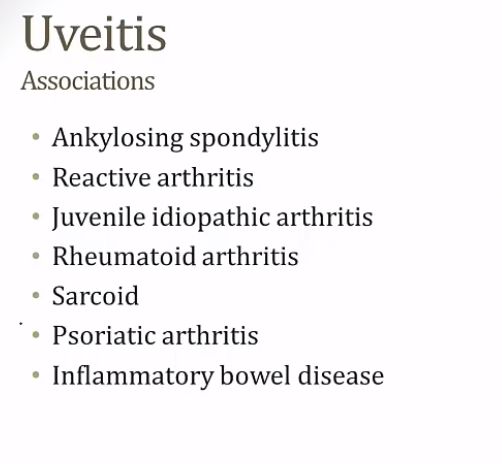 Uveitis
Associations
• Ankylosing spondylitis
• Reactive arthritis
• Juvenile idiopathic arthritis
• Rheumatoid arthritis
• Sarcoid
• Psoriatic arthritis
• Inflammatory bowel disease